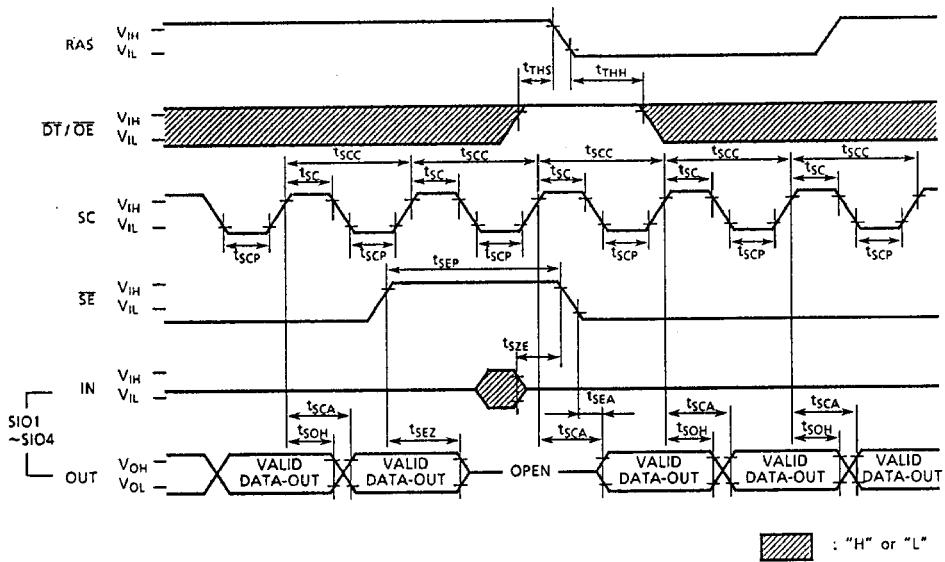 RAS VIH
VIL
tTHS tTHH
DT/OE VIH
VIL
tSCC tSCC tSCC tSCC tSCC
tSC tSC tSC tSC tSC
SC VIH
VIL
tSCP tSCP tSCP tSCP tSCP tSCP
tSEP
SE VIH
VIL
tSZE
IN VIH
VIL
SIO1
~SIO4
tSEA
tSCA tSCA tSCA
tSOH tSEZ tSCA tSOH tSOH
OUT VOH
VOL
VALID DATA-OUT
VALID DATA-OUT
OPEN
VALID DATA-OUT
VALID DATA-OUT
VALID DATA-OUT
: "H" or "L"